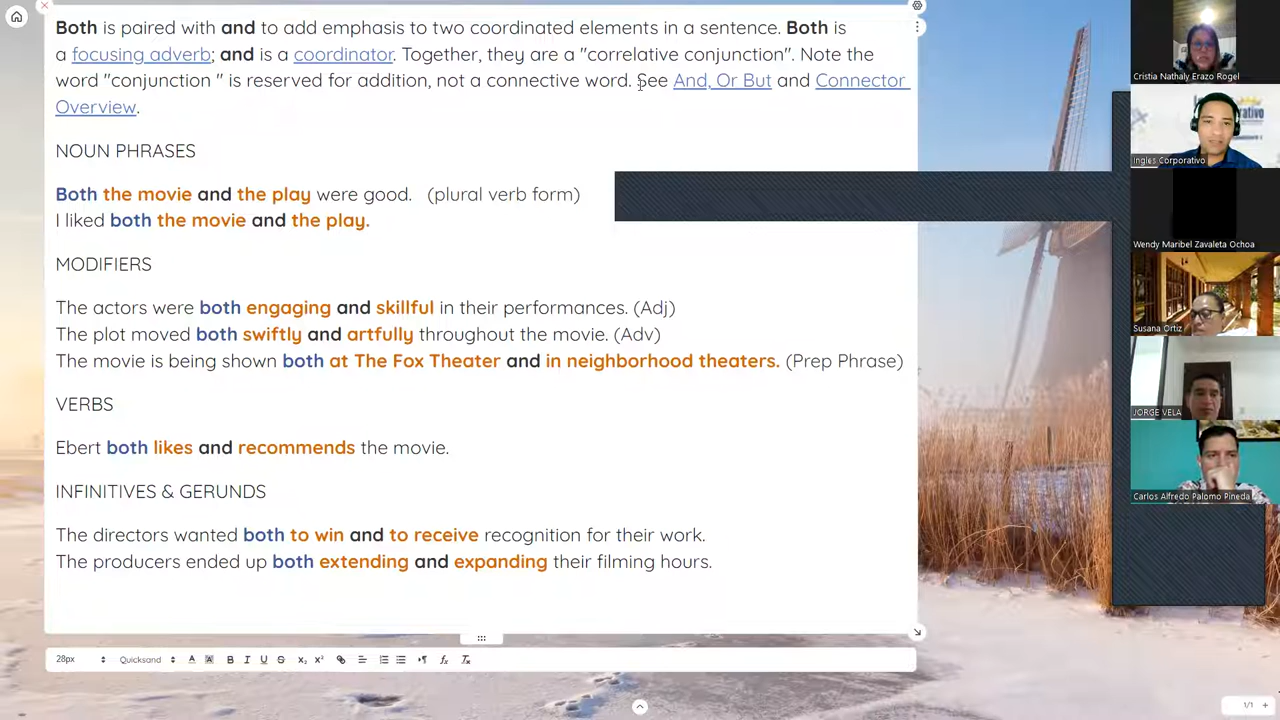 Both is paired with and to add emphasis to two coordinated elements in a sentence. Both is
a focusing adverb; and is a coordinator. Together, they are a "correlative conjunction". Note the
word "conjunction " is reserved for addition, not a connective word. See And, Or But and Connector
Overview.
NOUN PHRASES
Both the movie and the play were good. (plural verb form)
I liked both the movie and the play.
MODIFIERS
The actors were both engaging and skillful in their performances. (Adj)
The plot moved both swiftly and artfully throughout the movie. (Adv)
The movie is being shown both at The Fox Theater and in neighborhood theaters. (Prep Phrase)
VERBS
Ebert both likes and recommends the movie.
INFINITIVES & GERUNDS
The directors wanted both to win and to receive recognition for their work.
The producers ended up both extending and expanding their filming hours.
28px
Quicksand
1/1
Cristia Nathaly Erazo Rogel
Ingles Corporativo
Wendy Maribel Zavaleta Ochoa
Susana Ortiz
JORGE VELA
Carlos Alfredo Palomo Pineda